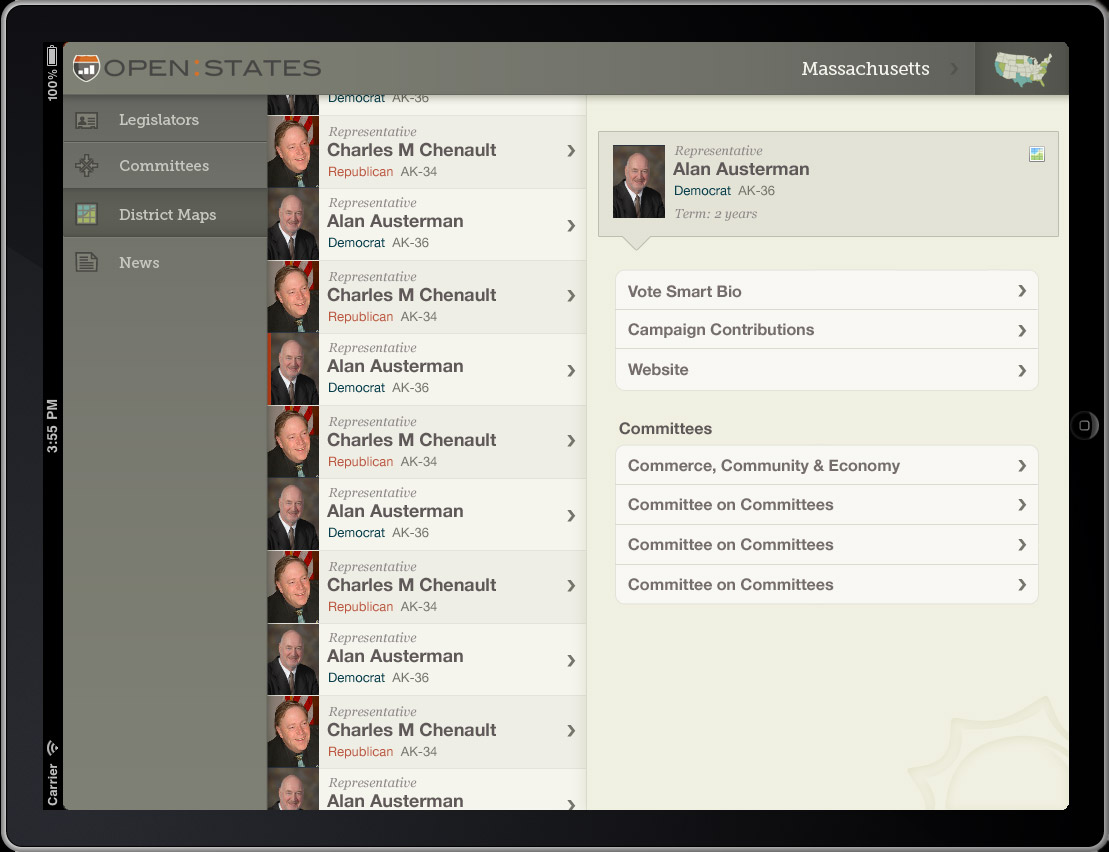 100%
3:55 PM
Carrier
OPEN:STATES
Massachusetts
Legislators
Committees
District Maps
News
Democrat AK-36
Representative
Charles M Chenault
Republican AK-34
Representative
Alan Austerman
Democrat AK-36
Representative
Charles M Chenault
Republican AK-34
Representative
Alan Austerman
Democrat AK-36
Representative
Charles M Chenault
Republican AK-34
Representative
Alan Austerman
Democrat AK-36
Representative
Charles M Chenault
Republican AK-34
Representative
Alan Austerman
Democrat AK-36
Representative
Charles M Chenault
Republican AK-34
Representative
Alan Austerman
Representative
Alan Austerman
Democrat AK-36
Term: 2 years
Vote Smart Bio
Campaign Contributions
Website
Committees
Commerce, Community & Economy
Committee on Committees
Committee on Committees
Committee on Committees